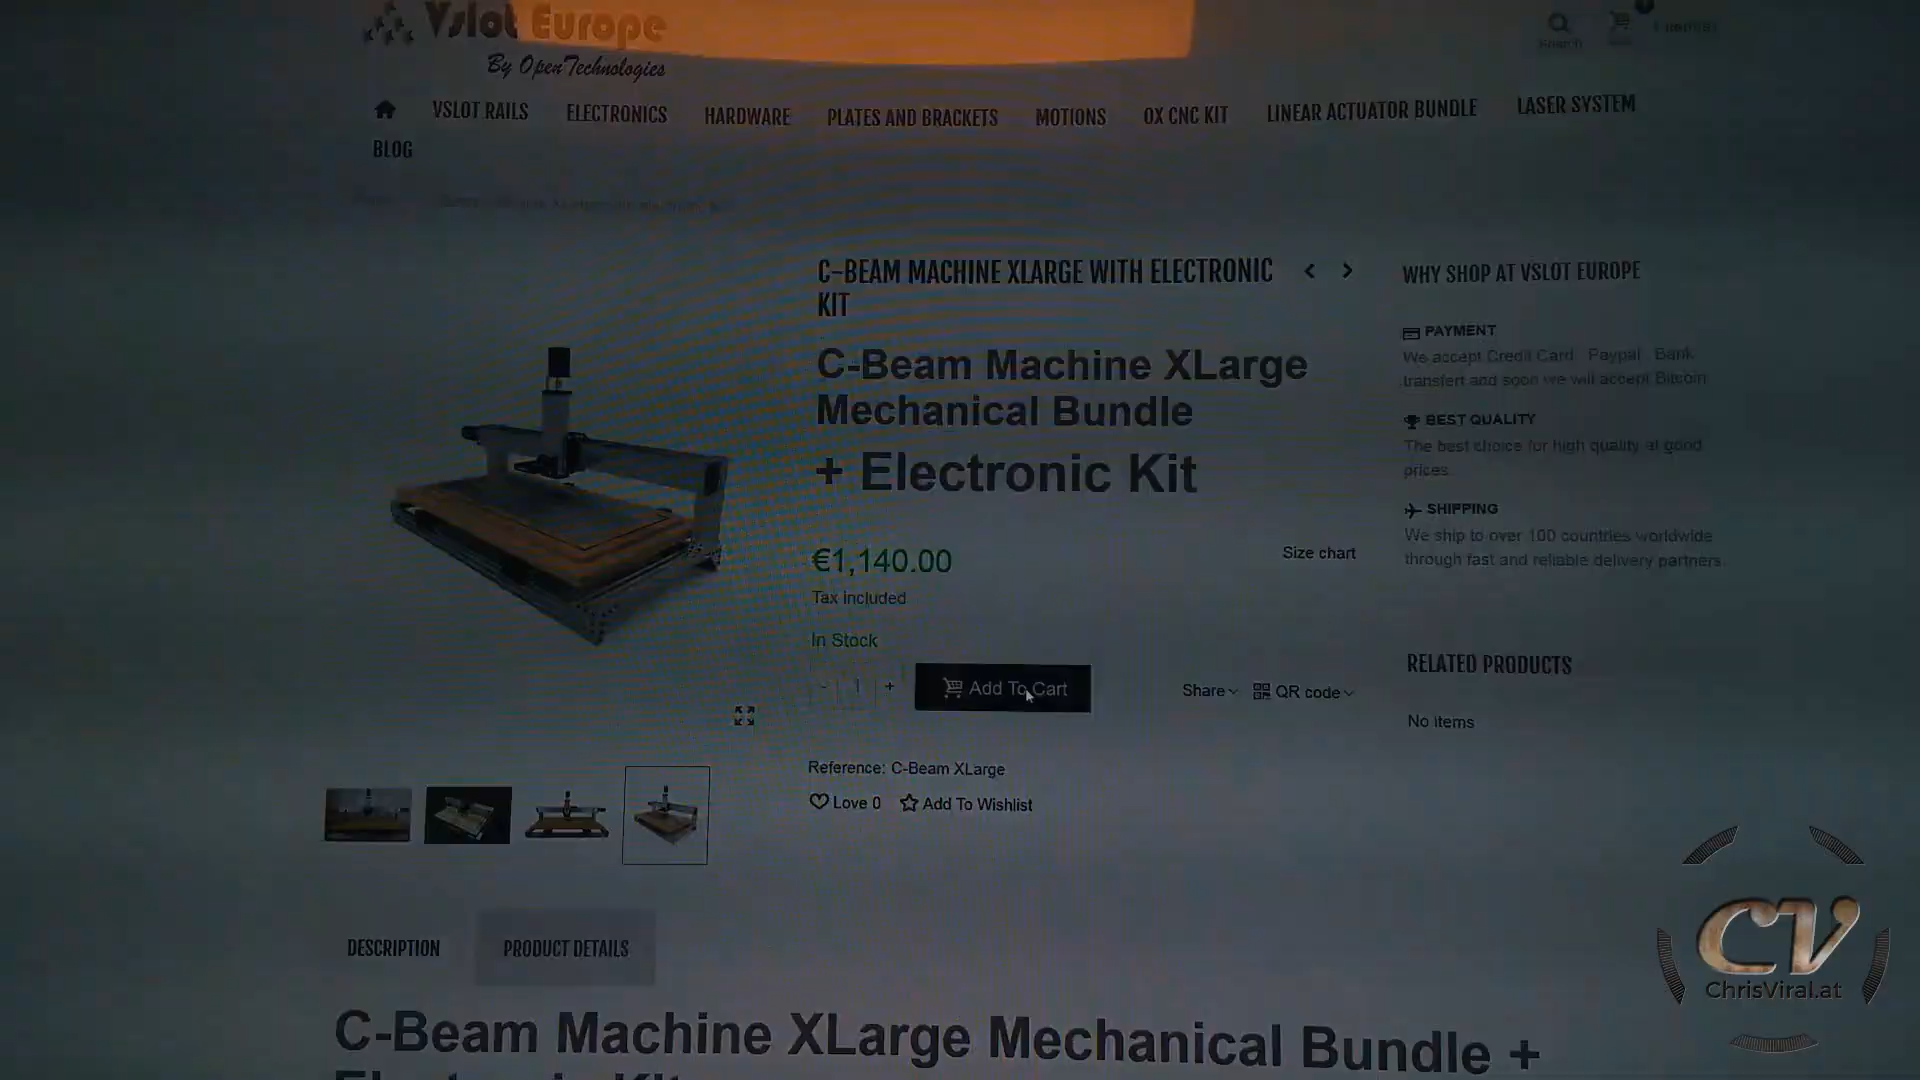 Vslot Europe
By OpenTechnologies
Search
VSLOT RAILS
ELECTRONICS
HARDWARE
PLATES AND BRACKETS
MOTIONS
OX CNC KIT
LINEAR ACTUATOR BUNDLE
LASER SYSTEM
BLOG
C-BEAM MACHINE XLARGE WITH ELECTRONIC
KIT
C-Beam Machine XLarge
Mechanical Bundle
+ Electronic Kit
€1,140.00
Tax included
Size chart
In Stock
- 1 +
Add To Cart
Share
QR code
Reference: C-Beam XLarge
Love 0
Add To Wishlist
WHY SHOP AT VSLOT EUROPE
PAYMENT
We accept Credit Card , Paypal , Bank
transfert and soon we will accept Bitcoin
BEST QUALITY
The best choice for high quality at good
prices.
SHIPPING
We ship to over 100 countries worldwide
through fast and reliable delivery partners.
RELATED PRODUCTS
No items
DESCRIPTION
PRODUCT DETAILS
C-Beam Machine XLarge Mechanical Bundle +
CV
ChrisViral.at